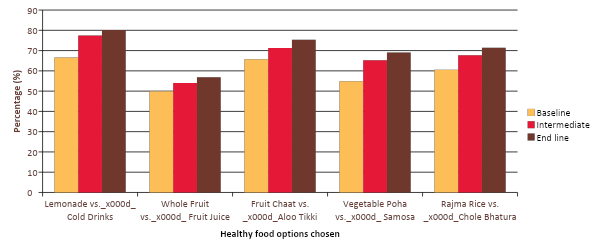 90
80
70
60
50
40
30
20
10
0
Percentage (%)
Lemonade vs._x000d_
Cold Drinks
Whole Fruit
vs._x000d_ Fruit Juice
Fruit Chaat vs.
_x000d_Aloo Tikki
Vegetable Poha
vs._x000d_ Samosa
Rajma Rice vs.
_x000d_Chole Bhatura
Healthy food options chosen
Baseline
Intermediate
End line